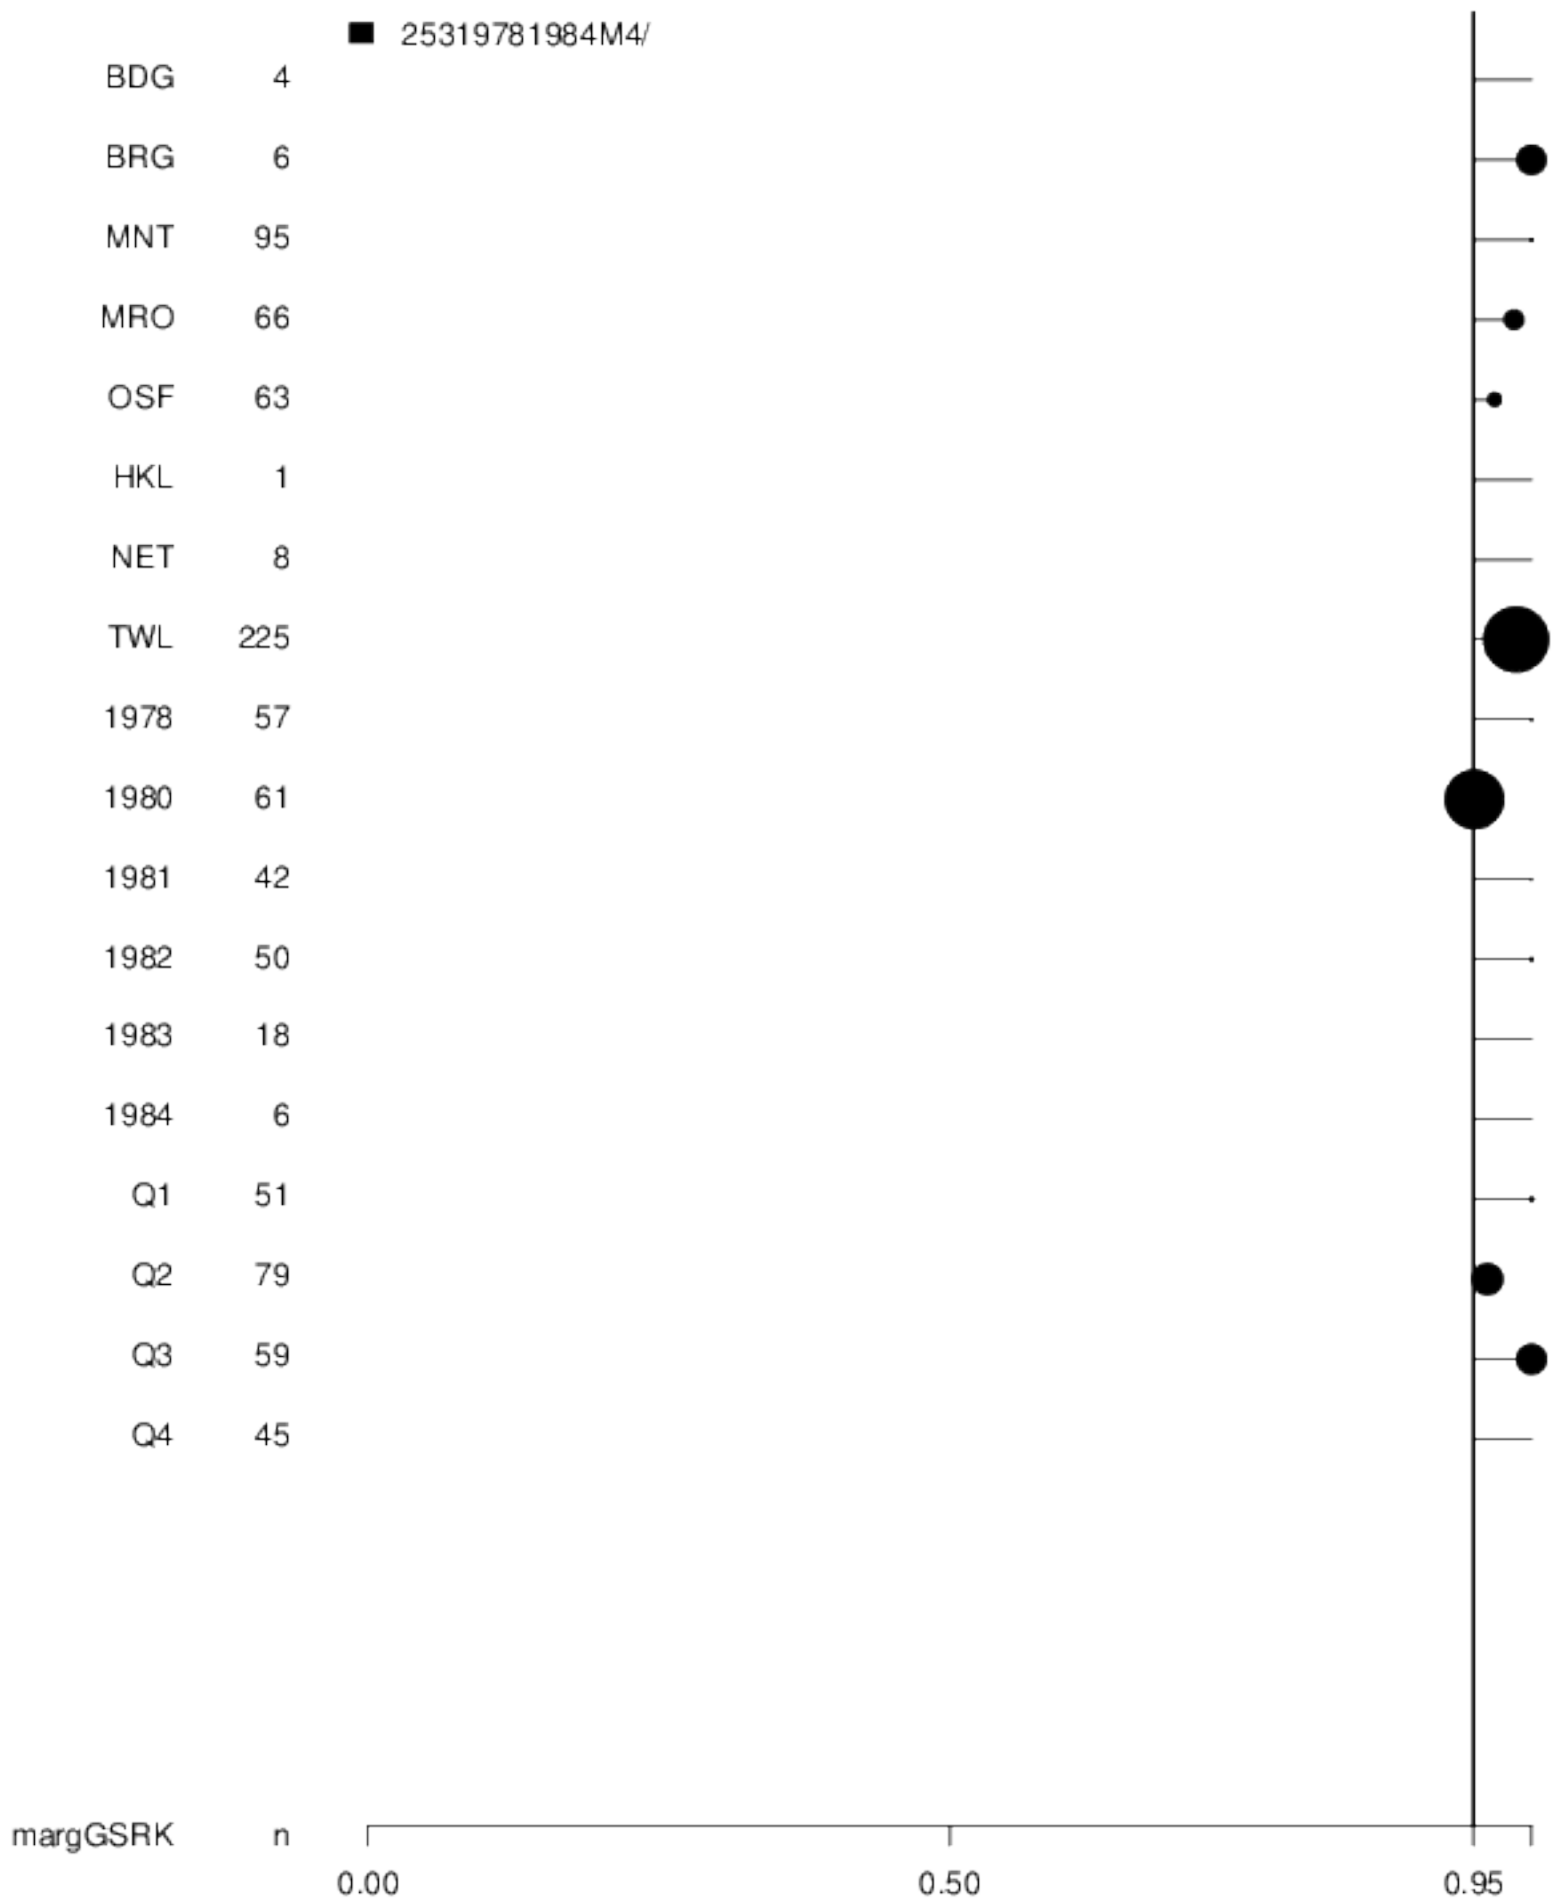 25319781984M4/
BDG 4
BRG 6
MNT 95
MRO 66
OSF 63
HKL 1
NET 8
TWL 225
1978 57
1980 61
1981 42
1982 50
1983 18
1984 6
Q1 51
Q2 79
Q3 59
Q4 45
margGSRK n
0.00 0.50 0.95